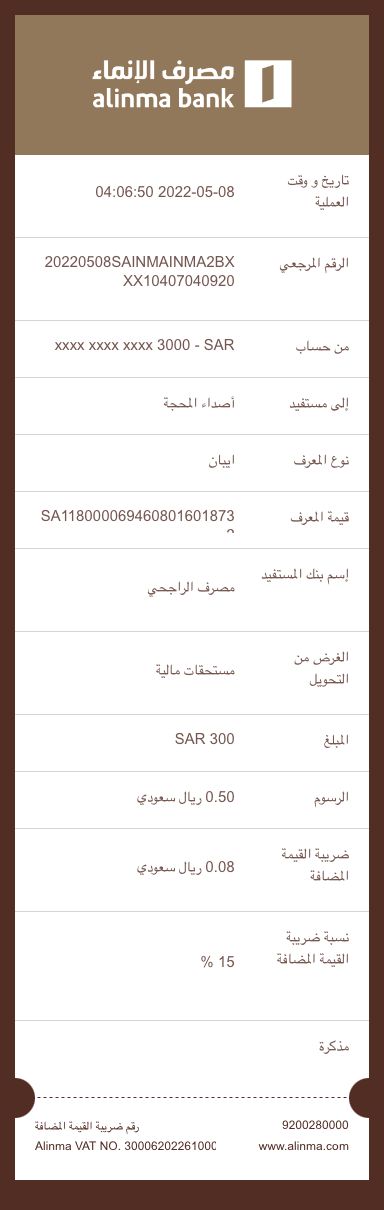 مصرف الإنماء
alinma bank
تاريخ و وقت العملية
04:06:50 2022-05-08
الرقم المرجعي
20220508SAINMAINMA2BX
XX10407040920
من حساب
xxxx xxxx xxxx 3000 - SAR
إلى مستفيد
أصداء المحجة
نوع المعرف
ايبان
قيمة المعرف
SA118000069460801601873
إسم بنك المستفيد
مصرف الراجحي
الغرض من
التحويل
مستحقات مالية
المبلغ
SAR 300
الرسوم
0.50 ريال سعودي
ضريبة القيمة
المضافة
0.08 ريال سعودي
نسبة ضريبة
القيمة المضافة
% 15
مذكرة
9200280000
رقم ضريبة القيمة المضافة
www.alinma.com
Alinma VAT NO. 30006202261000